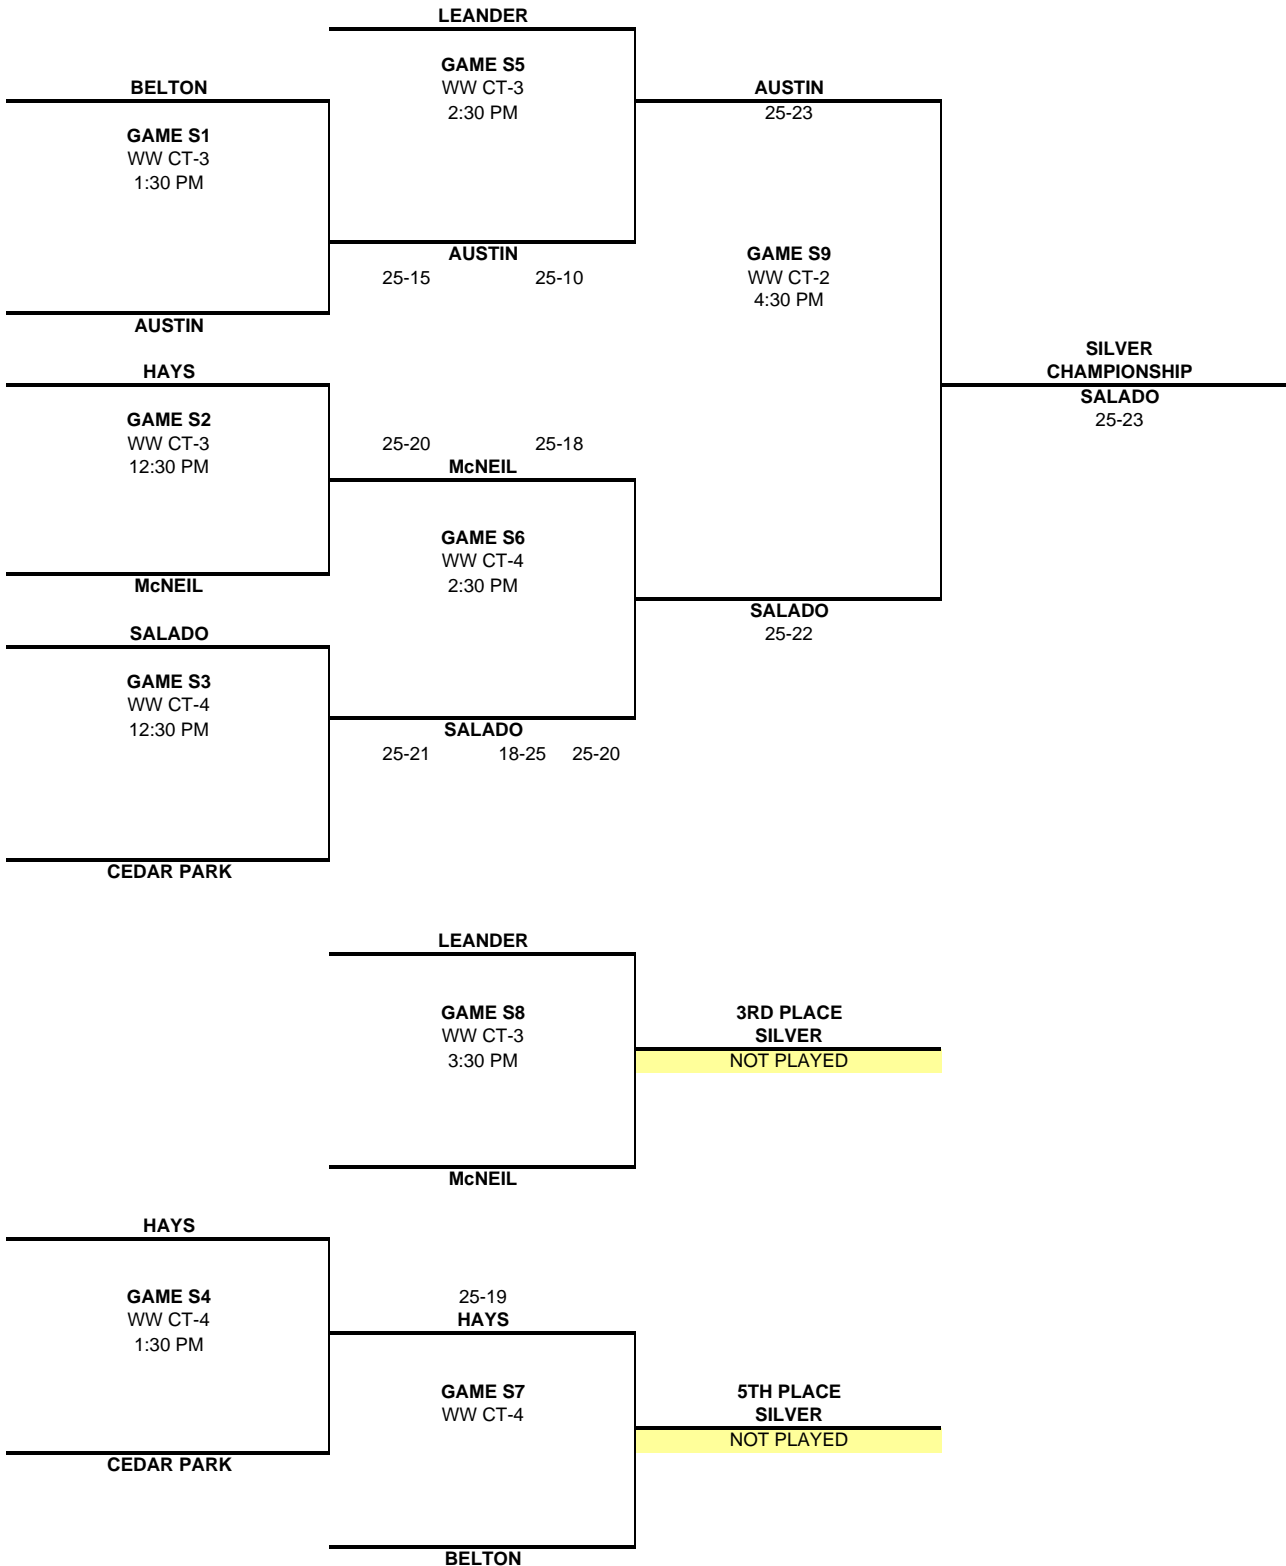 LEANDER
GAME S5
BELTON
WW CT-3
AUSTIN
2:30 PM
25-23
GAME S1
WW CT-3
1:30 PM
AUSTIN
GAME S9
25-15 25-10
WW CT-2
4:30 PM
AUSTIN
SILVER
HAYS
CHAMPIONSHIP
SALADO
GAME S2
25-23
WW CT-3
25-20 25-18
12:30 PM
McNEIL
GAME S6
WW CT-4
McNEIL
2:30 PM
SALADO
SALADO
25-22
GAME S3
WW CT-4
12:30 PM
SALADO
25-21 18-25 25-20
CEDAR PARK
LEANDER
GAME S8
3RD PLACE
WW CT-3
SILVER
3:30 PM
NOT PLAYED
McNEIL
HAYS
GAME S4
25-19
WW CT-4
HAYS
1:30 PM
GAME S7
5TH PLACE
WW CT-4
SILVER
NOT PLAYED
CEDAR PARK
BELTON